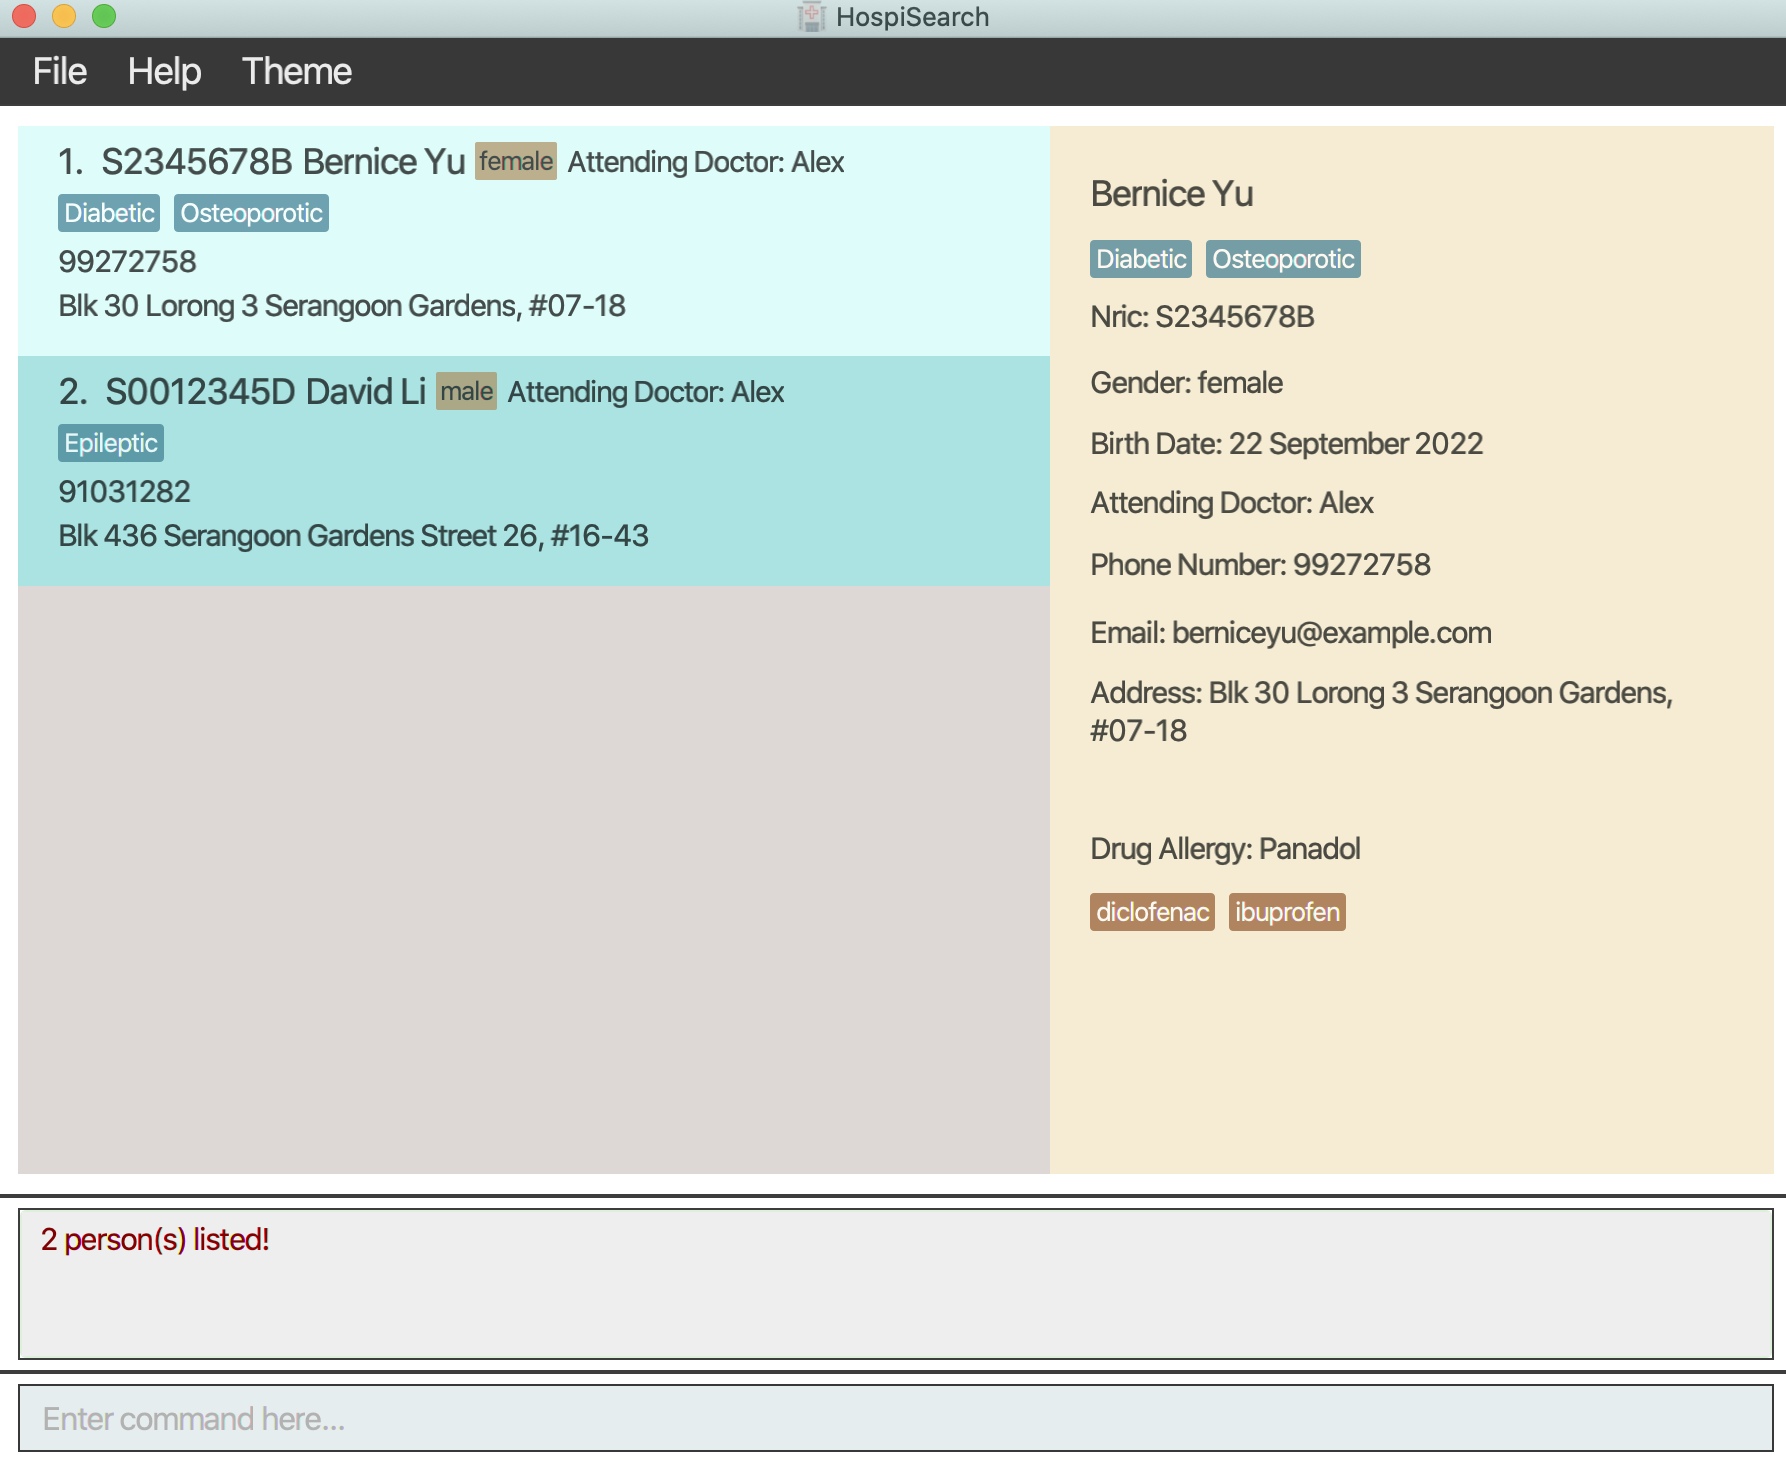 HospiSearch
File Help Theme
1. S2345678B Bernice Yu female Attending Doctor: Alex
Diabetic Osteoporotic
99272758
Blk 30 Lorong 3 Serangoon Gardens, #07-18
2. S0012345D David Li male Attending Doctor: Alex
Epileptic
91031282
Blk 436 Serangoon Gardens Street 26, #16-43
Bernice Yu
Diabetic Osteoporotic
Nric: S2345678B
Gender: female
Birth Date: 22 September 2022
Attending Doctor: Alex
Phone Number: 99272758
Email: berniceyu@example.com
Address: Blk 30 Lorong 3 Serangoon Gardens,
#07-18
Drug Allergy: Panadol
diclofenac ibuprofen
2 person(s) listed!
Enter command here...